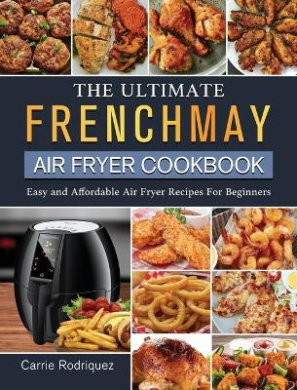 THE ULTIMATE
FRENCHMAY
AIR FRYER COOKBOOK
Easy and Affordable Air Fryer Recipes For Beginners
Carrie Rodriquez